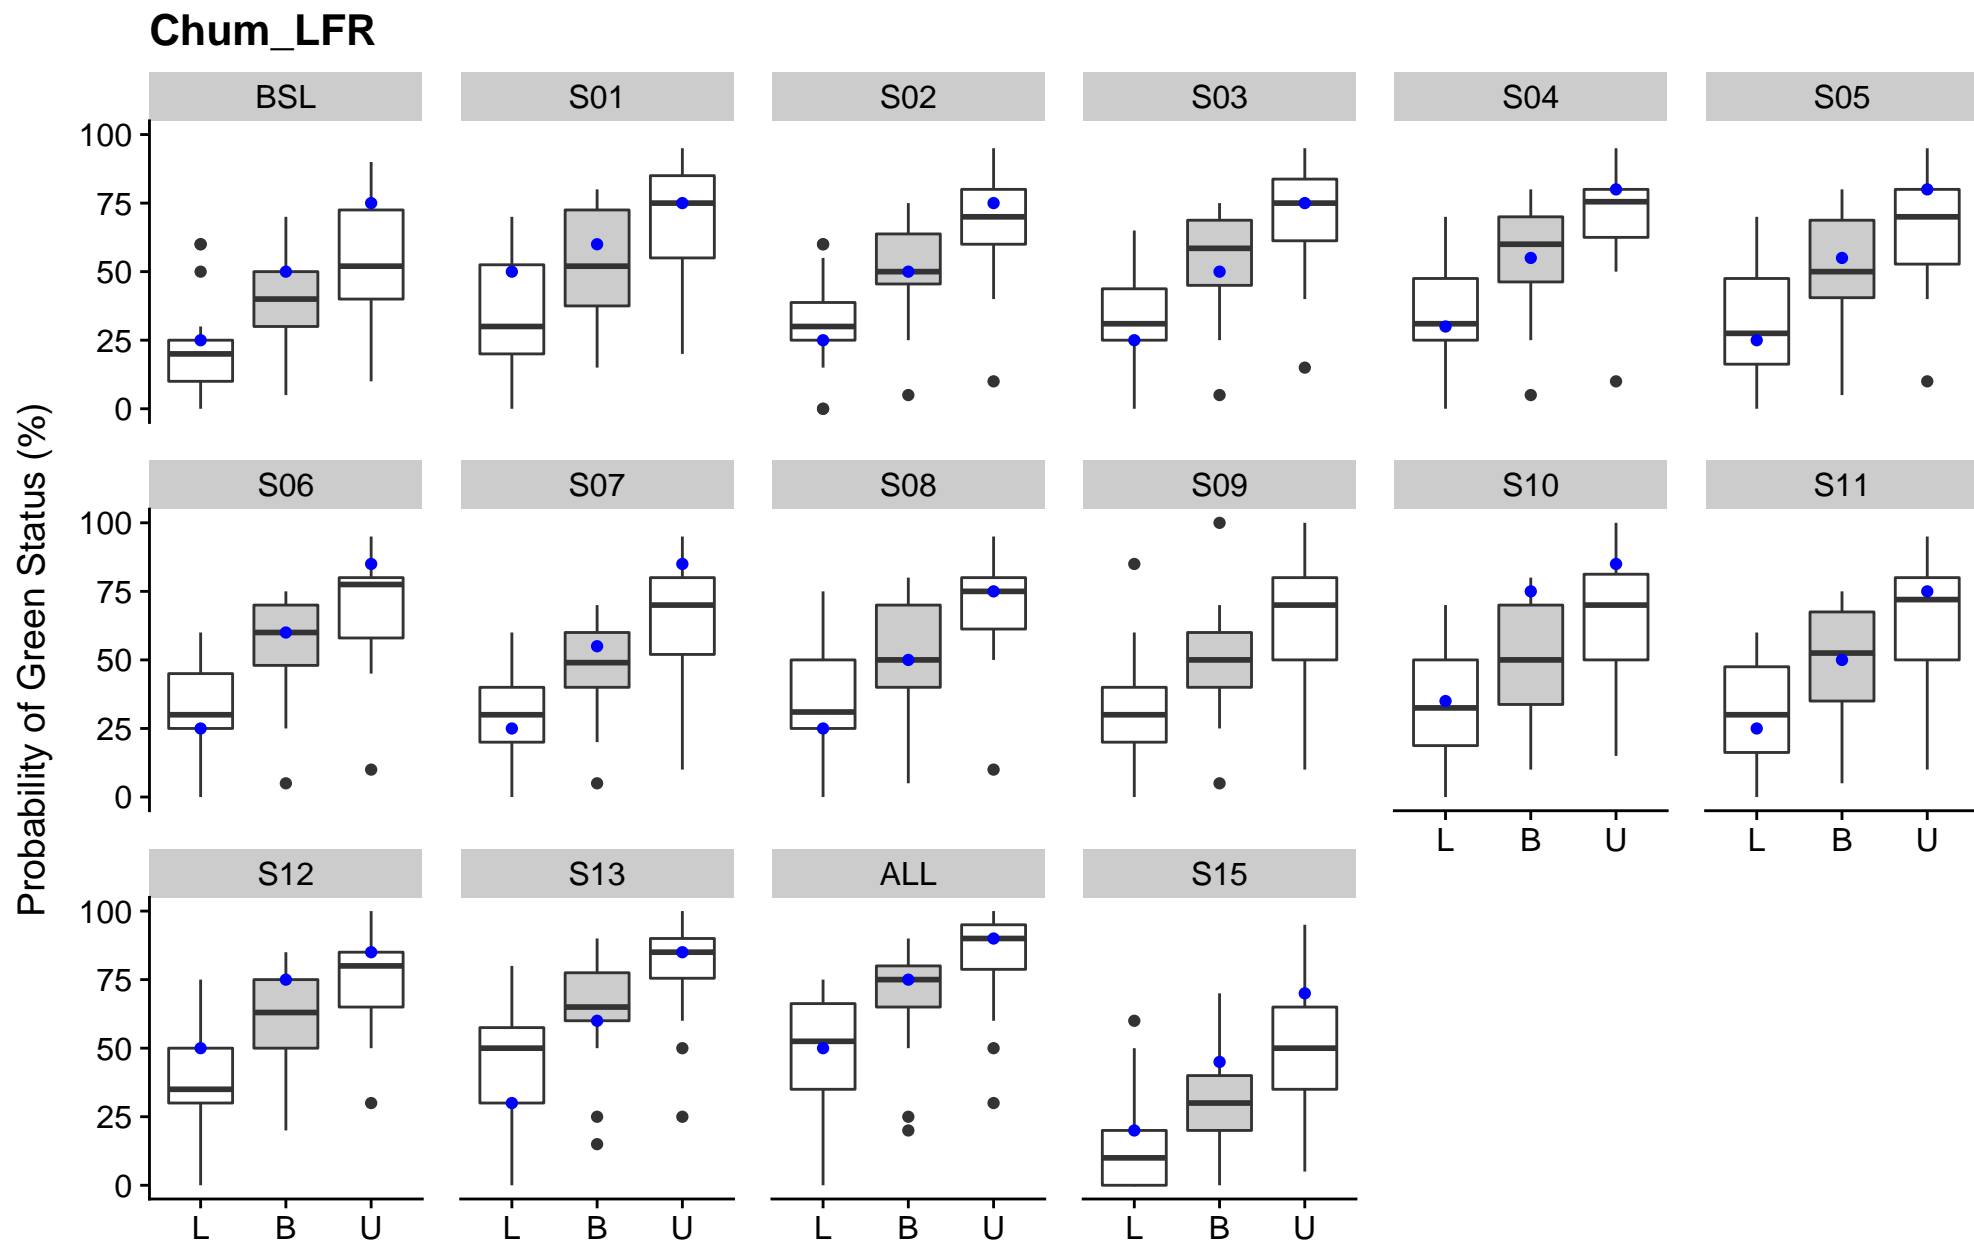 Chum_LFR
BSL S01 S02 S03 S04 S05
100
75
50
25
0
S06 S07 S08 S09 S10 S11
100
75
50
25
0
L B U L B U
S12 S13 ALL S15
100
75
50
25
0
L B U L B U L B U L B U
Probability of Green Status (%)